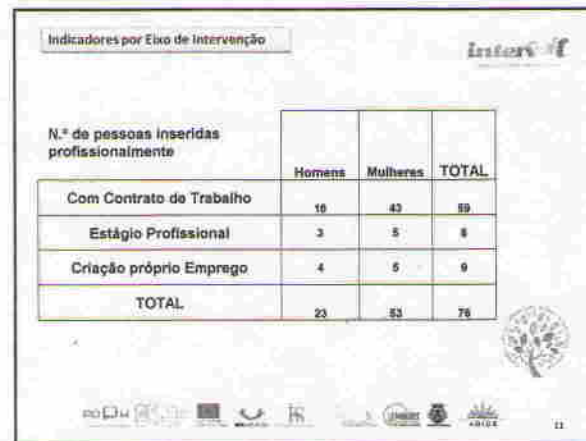 Indicadores por Eixo de Intervenção
N.º de pessoas inseridas
profissionalmente
Homens Mulheres TOTAL
Com Contrato de Trabalho 16 43 59
Estágio Profissional 3 5 8
Criação próprio Emprego 4 5 9
TOTAL 23 53 76
ADICE